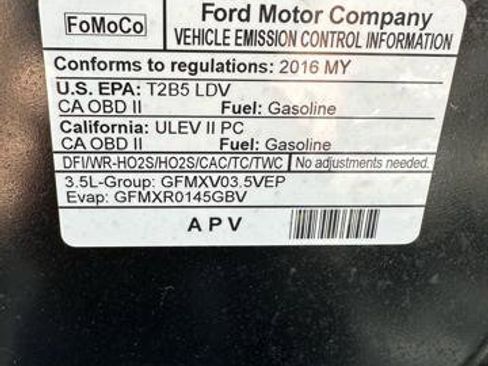 FoMoCo
Ford Motor Company
VEHICLE EMISSION CONTROL INFORMATION
Conforms to regulations: 2016 MY
U.S. EPA: T2B5 LDV
CA OBD II Fuel: Gasoline
California: ULEV II PC
CA OBD II Fuel: Gasoline
DFI/WR-HO2S/HO2S/CAC/TC/TWC No adjustments needed.
3.5L-Group: GFMXV03.5VEP
Evap: GFMXR0145GBV
APV